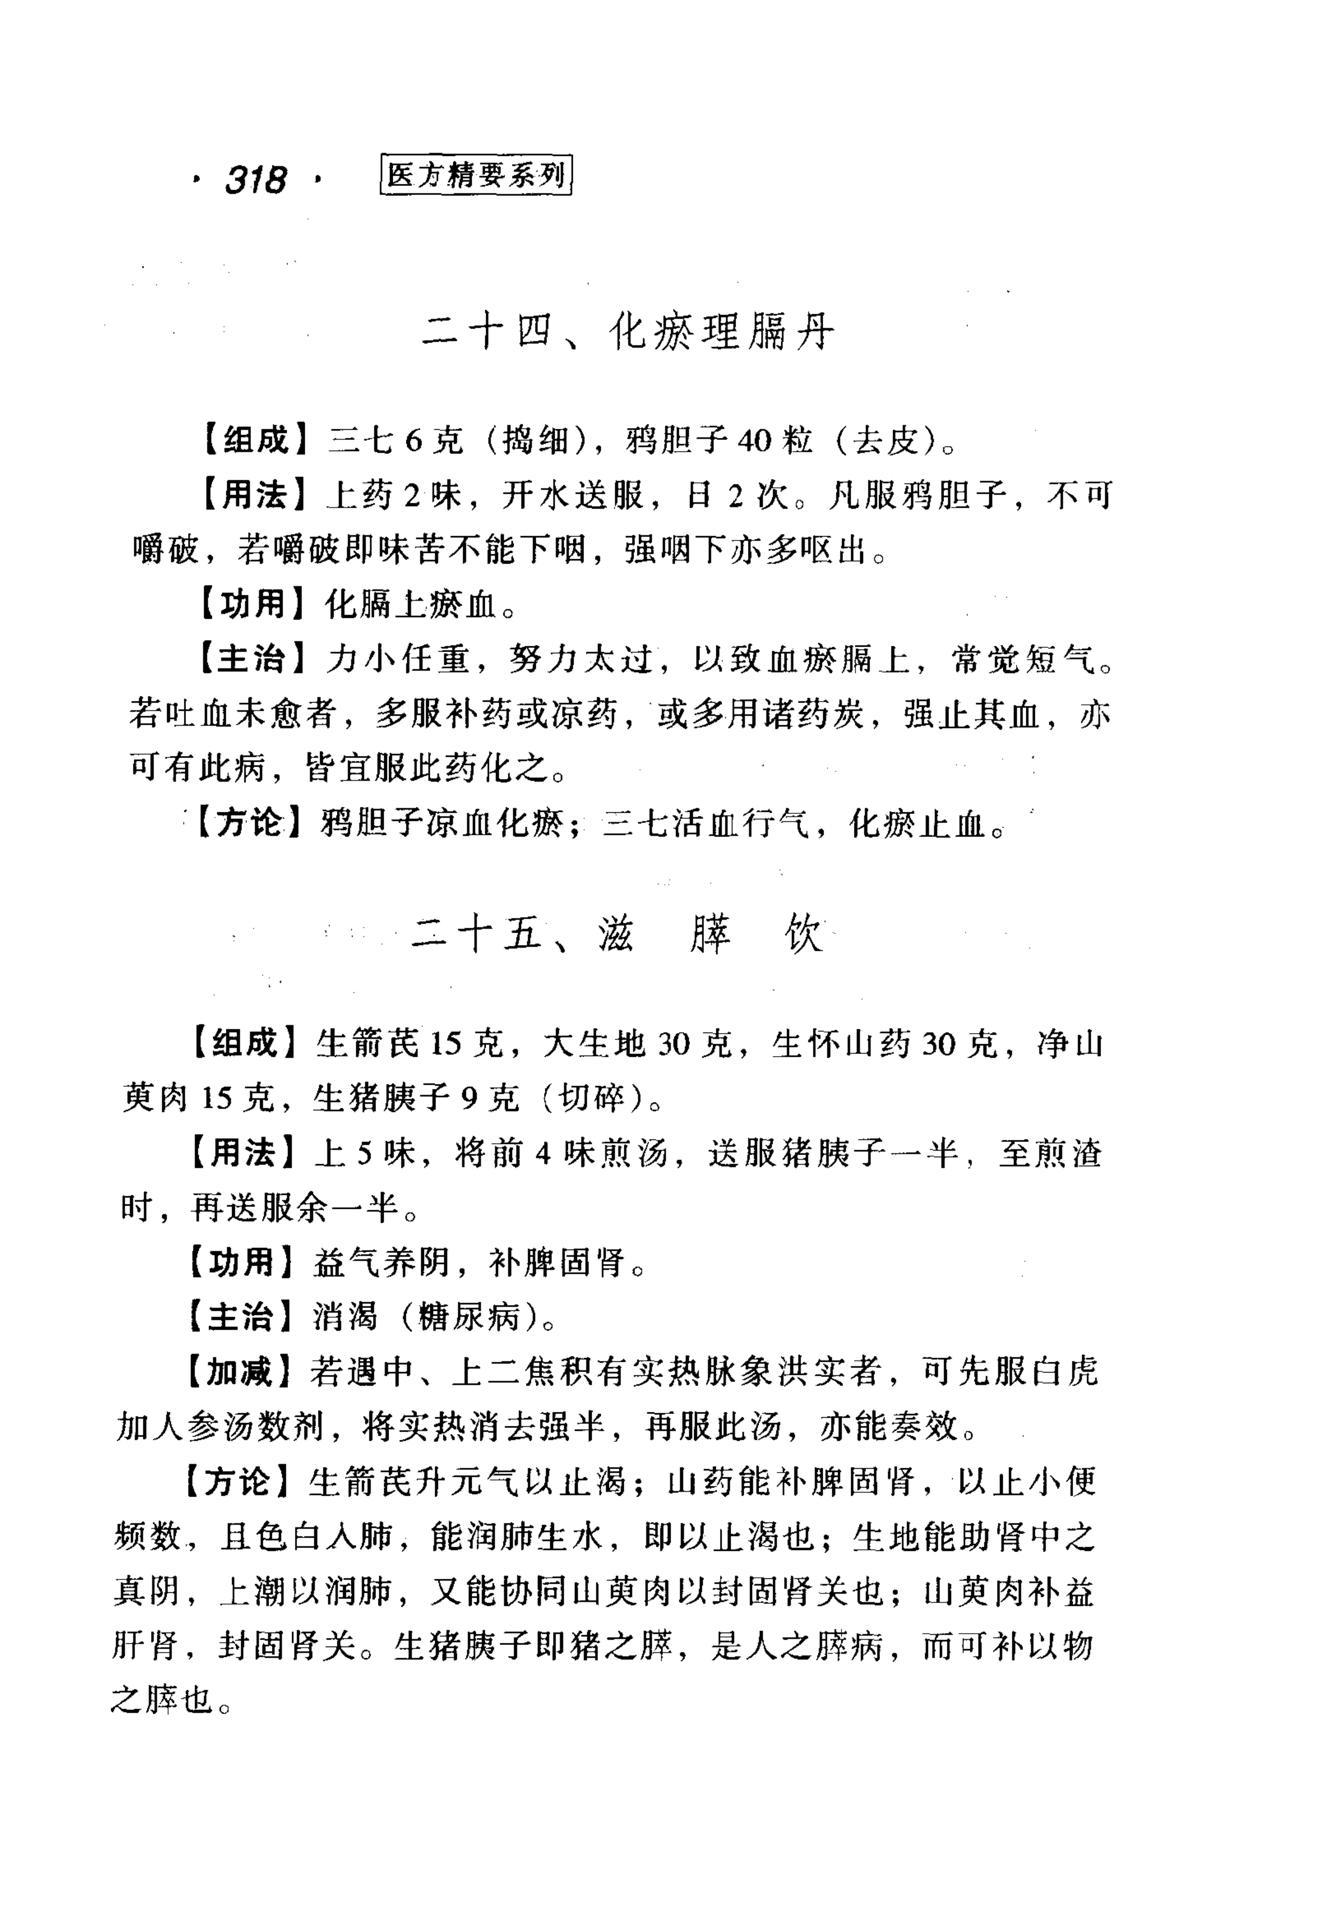 · 318 · 医方精要系列
二十四、化瘀理膈丹
【组成】三七 6 克（捣细），鸦胆子 40 粒（去皮）。
【用法】上药 2 味，开水送服，日 2 次。凡服鸦胆子，不可
嚼破，若嚼破即味苦不能下咽，强咽下亦多呕出。
【功用】化膈上瘀血。
【主治】力小任重，努力太过，以致血瘀膈上，常觉短气。
若吐血未愈者，多服补药或凉药，或多用诸药炭，强止其血，亦
可有此病，皆宜服此药化之。
【方论】鸦胆子凉血化瘀；三七活血行气，化瘀止血。
二十五、滋 膵 饮
【组成】生箭芪 15 克，大生地 30 克，生怀山药 30 克，净山
萸肉 15 克，生猪胰子 9 克（切碎）。
【用法】上 5 味，将前 4 味煎汤，送服猪胰子一半，至煎渣
时，再送服余一半。
【功用】益气养阴，补脾固肾。
【主治】消渴（糖尿病）。
【加减】若遇中、上二焦积有实热脉象洪实者，可先服白虎
加人参汤数剂，将实热消去强半，再服此汤，亦能奏效。
【方论】生箭芪升元气以止渴；山药能补脾固肾，以止小便
频数，且色白入肺，能润肺生水，即以止渴也；生地能助肾中之
真阴，上潮以润肺，又能协同山萸肉以封固肾关也；山萸肉补益
肝肾，封固肾关。生猪胰子即猪之膵，是人之膵病，而可补以物
之膵也。